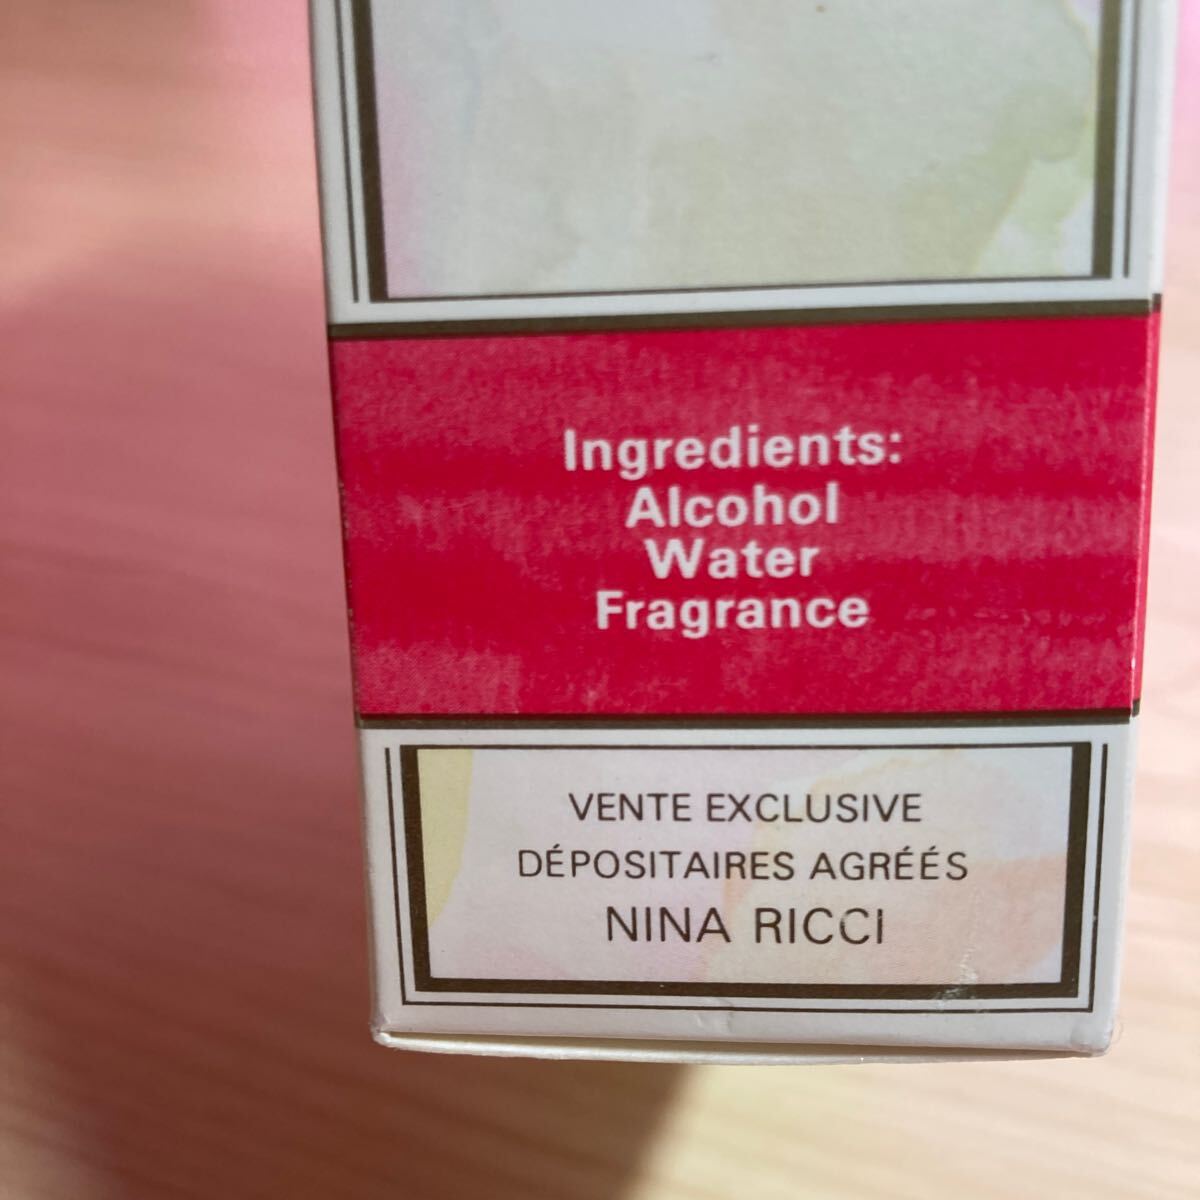 Ingredients:
Alcohol
Water
Fragrance
VENTE EXCLUSIVE
DÉPOSITAIRES AGRÉÉS
NINA RICCI